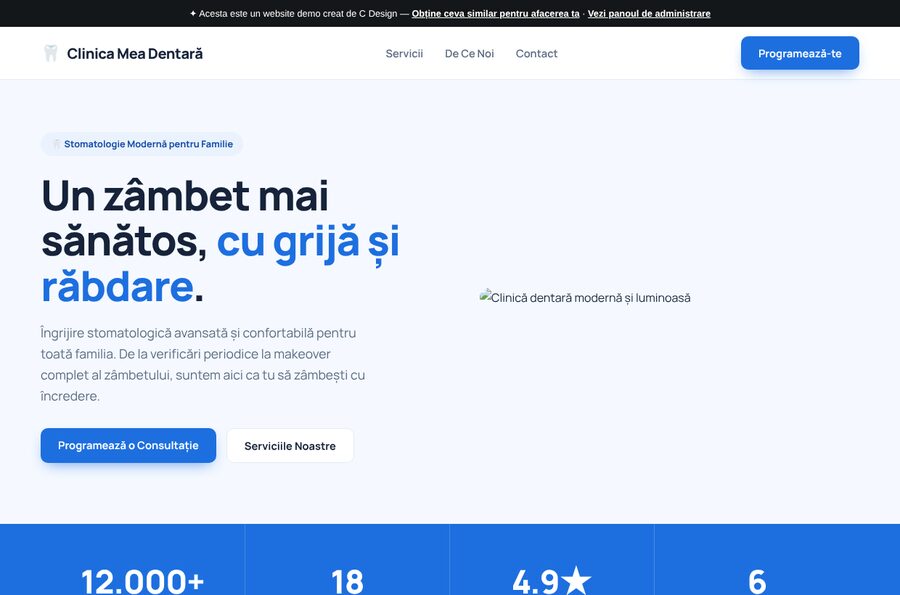 ✦ Acesta este un website demo creat de C Design — Obține ceva similar pentru afacerea ta · Vezi panoul de administrare
🦷 Clinica Mea Dentară
Servicii
De Ce Noi
Contact
Programează-te
🦷 Stomatologie Modernă pentru Familie
Un zâmbet mai
sănătos, cu grijă și
răbdare.
Îngrijire stomatologică avansată și confortabilă pentru
toată familia. De la verificări periodice la makeover
complet al zâmbetului, suntem aici ca tu să zâmbești cu
încredere.
Programează o Consultație
Serviciile Noastre
Clinică dentară modernă și luminoasă
12.000+
18
4.9★
6